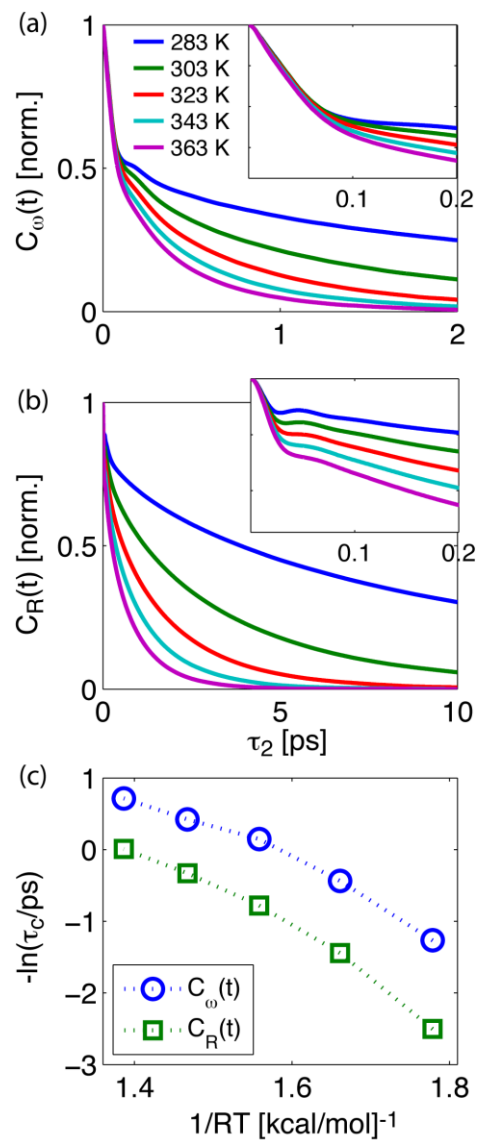 (a)
1
0.5
0
C_ω(t) [norm.]
283 K
303 K
323 K
343 K
363 K
0.1
0.2
0
1
2
(b)
1
0.5
0
C_R(t) [norm.]
0.1
0.2
0
5
10
τ₂ [ps]
(c)
1
0
−1
−2
−3
-ln(τ_c/ps)
C_ω(t)
C_R(t)
1.4
1.6
1.8
1/RT [kcal/mol]⁻¹